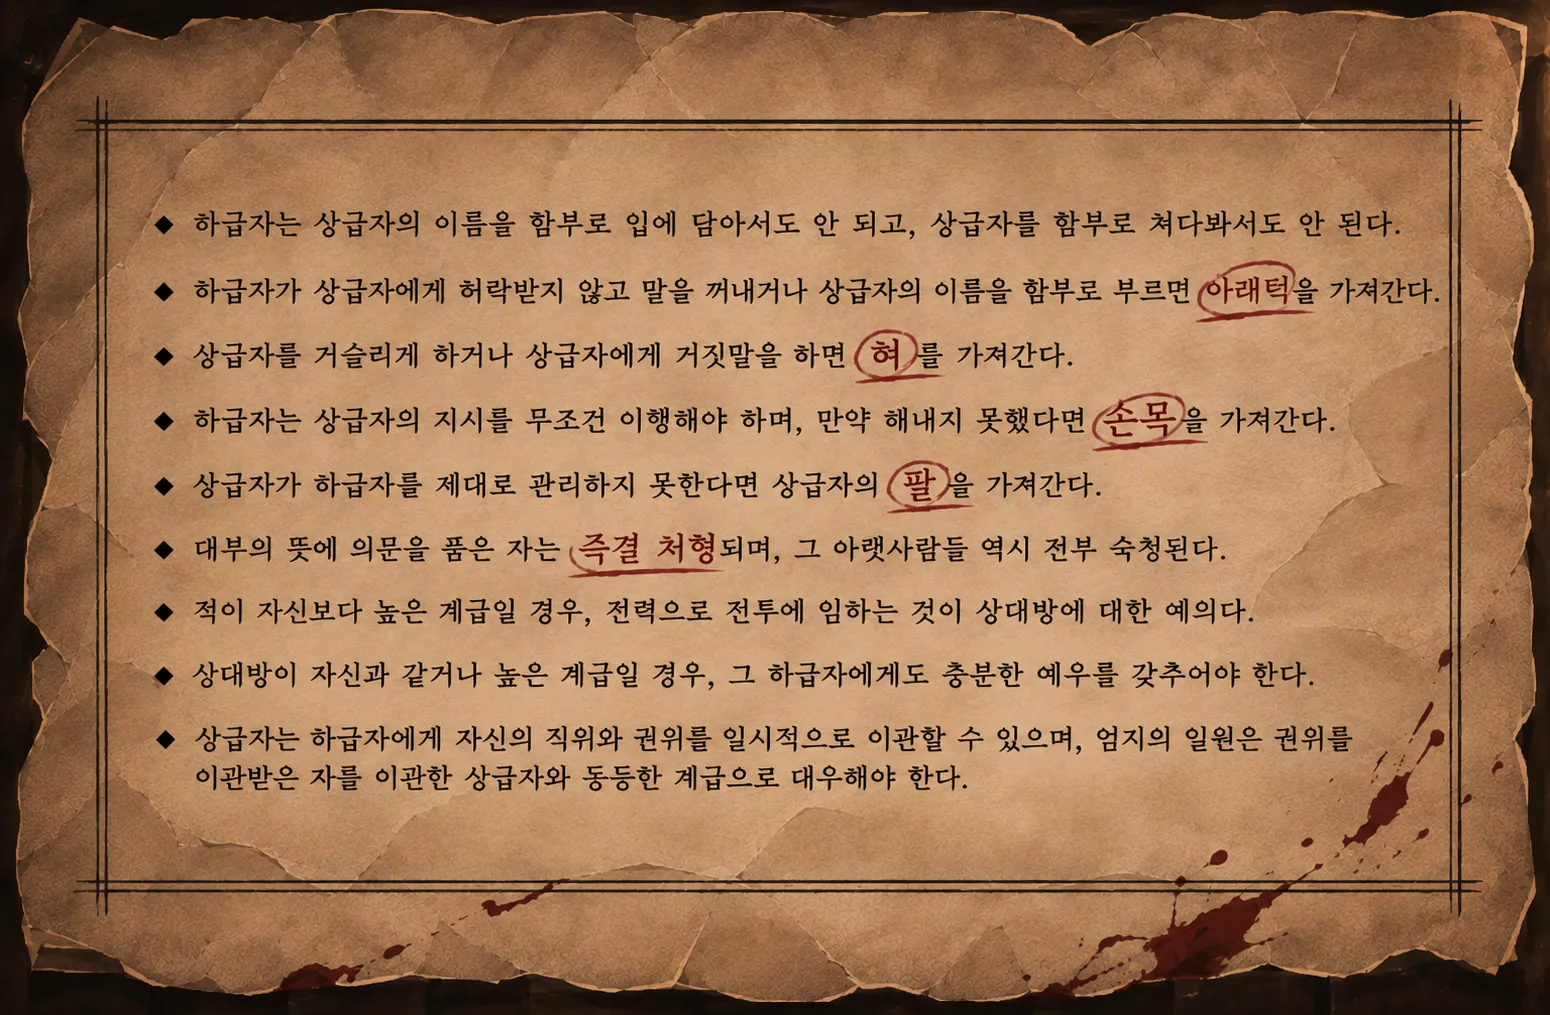 ◆ 하급자는 상급자의 이름을 함부로 입에 담아서도 안 되고, 상급자를 함부로 쳐다봐서도 안 된다.
◆ 하급자가 상급자에게 허락받지 않고 말을 꺼내거나 상급자의 이름을 함부로 부르면 아래턱을 가져간다.
◆ 상급자를 거슬리게 하거나 상급자에게 거짓말을 하면 혀를 가져간다.
◆ 하급자는 상급자의 지시를 무조건 이행해야 하며, 만약 해내지 못했다면 손목을 가져간다.
◆ 상급자가 하급자를 제대로 관리하지 못한다면 상급자의 팔을 가져간다.
◆ 대부의 뜻에 의문을 품은 자는 즉결 처형되며, 그 아랫사람들 역시 전부 숙청된다.
◆ 적이 자신보다 높은 계급일 경우, 전력으로 전투에 임하는 것이 상대방에 대한 예의다.
◆ 상대방이 자신과 같거나 높은 계급일 경우, 그 하급자에게도 충분한 예우를 갖추어야 한다.
◆ 상급자는 하급자에게 자신의 직위와 권위를 일시적으로 이관할 수 있으며, 엄지의 일원은 권위를
이관받은 자를 이관한 상급자와 동등한 계급으로 대우해야 한다.